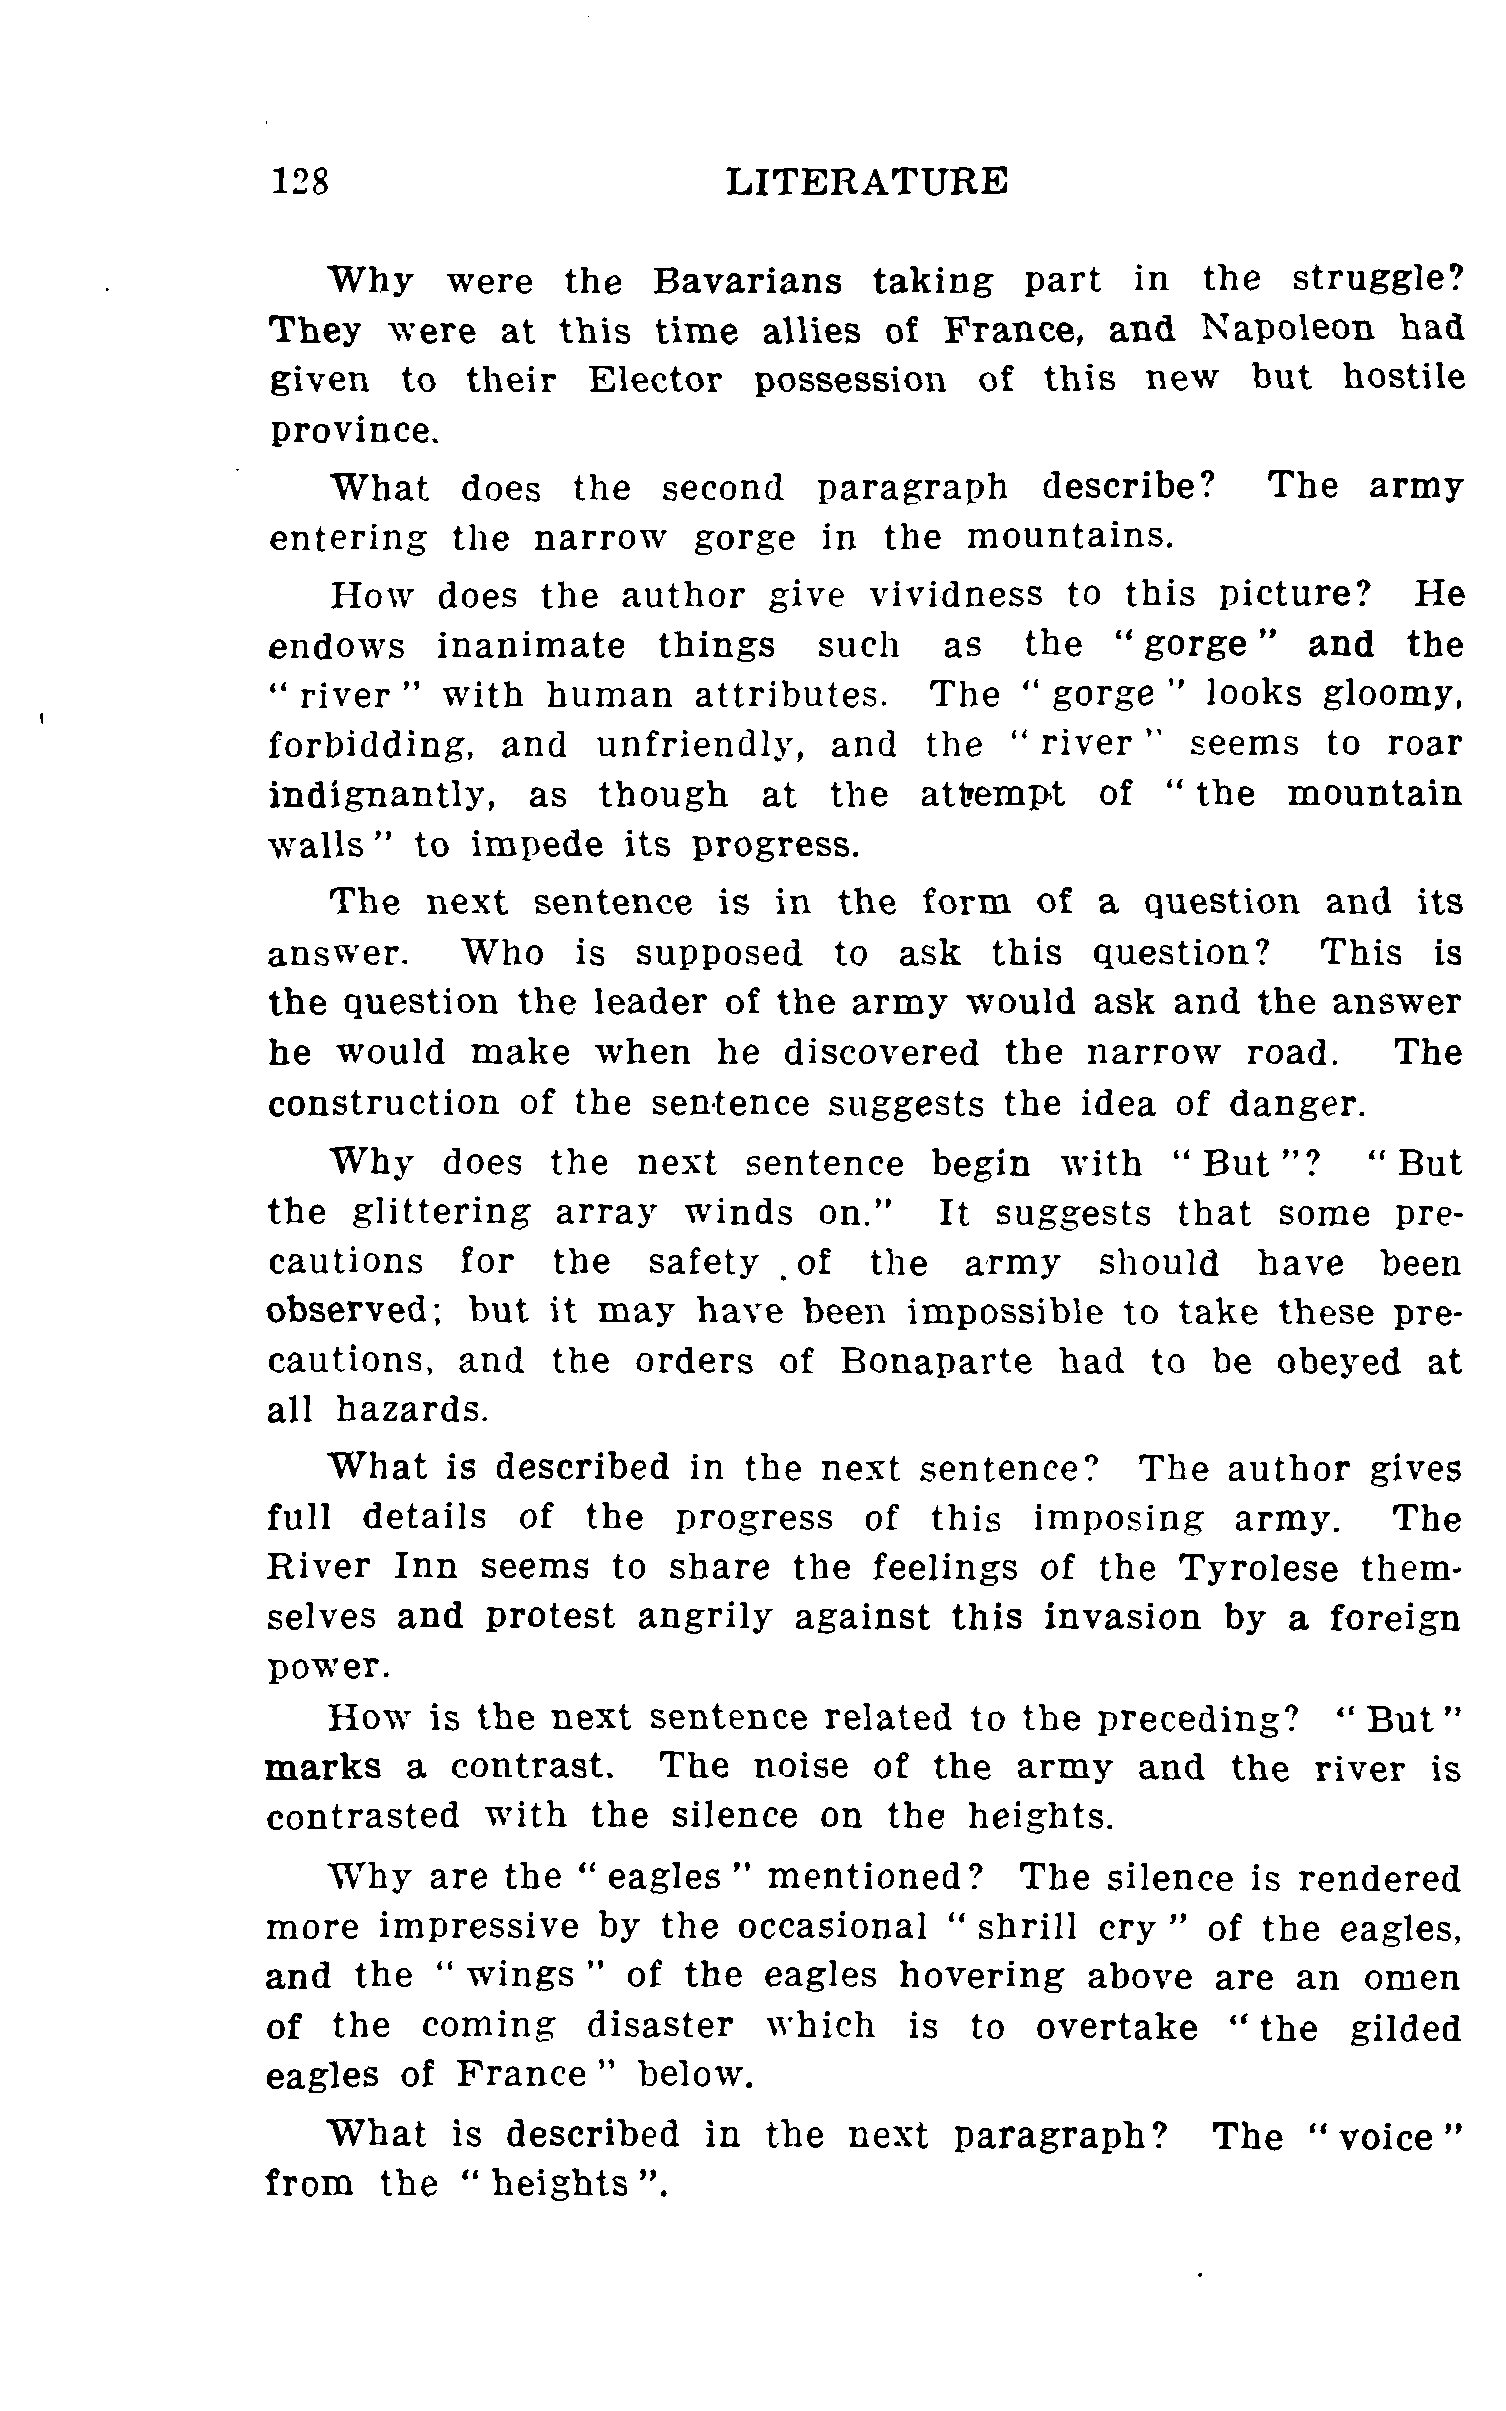 128 LITERATURE
Why were the Bavarians taking part in the struggle?
They were at this time allies of France, and Napoleon had
given to their Elector possession of this new but hostile
province.
What does the second paragraph describe? The army
entering the narrow gorge in the mountains.
How does the author give vividness to this picture? He
endows inanimate things such as the “ gorge ” and the
“ river ” with human attributes. The “ gorge ” looks gloomy,
forbidding, and unfriendly, and the “ river ” seems to roar
indignantly, as though at the attempt of “ the mountain
walls ” to impede its progress.
The next sentence is in the form of a question and its
answer. Who is supposed to ask this question? This is
the question the leader of the army would ask and the answer
he would make when he discovered the narrow road. The
construction of the sentence suggests the idea of danger.
Why does the next sentence begin with “ But ”? “ But
the glittering array winds on.” It suggests that some pre-
cautions for the safety of the army should have been
observed; but it may have been impossible to take these pre-
cautions, and the orders of Bonaparte had to be obeyed at
all hazards.
What is described in the next sentence? The author gives
full details of the progress of this imposing army. The
River Inn seems to share the feelings of the Tyrolese them-
selves and protest angrily against this invasion by a foreign
power.
How is the next sentence related to the preceding? “ But ”
marks a contrast. The noise of the army and the river is
contrasted with the silence on the heights.
Why are the “ eagles ” mentioned? The silence is rendered
more impressive by the occasional “ shrill cry ” of the eagles,
and the “ wings ” of the eagles hovering above are an omen
of the coming disaster which is to overtake “ the gilded
eagles of France ” below.
What is described in the next paragraph? The “ voice ”
from the “ heights ”.